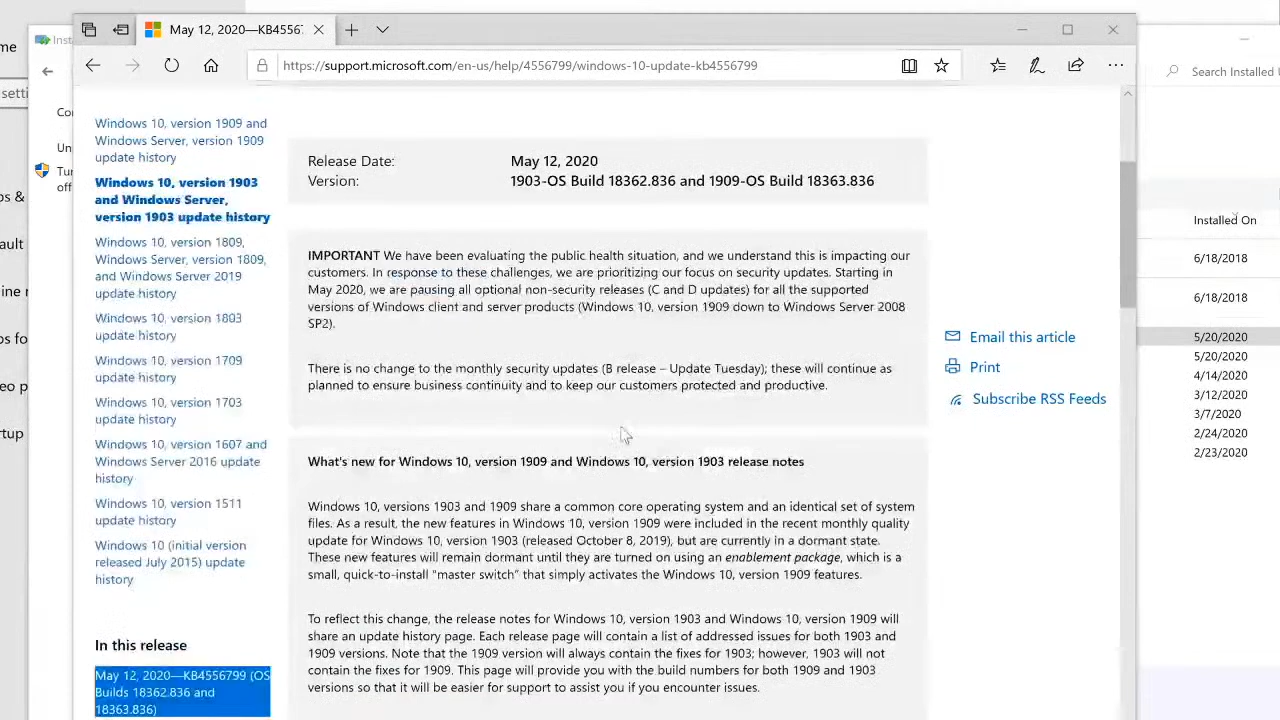 May 12, 2020—KB4556
https://support.microsoft.com/en-us/help/4556799/windows-10-update-kb4556799
me
Insta
Search Installed U
setti
Co
Un
Tur
off
ps &
ault
ine r
ps fo
eo p
rtup
Windows 10, version 1909 and
Windows Server, version 1909
update history
Windows 10, version 1903
and Windows Server,
version 1903 update history
Windows 10, version 1809,
Windows Server, version 1809,
and Windows Server 2019
update history
Windows 10, version 1803
update history
Windows 10, version 1709
update history
Windows 10, version 1703
update history
Windows 10, version 1607 and
Windows Server 2016 update
history
Windows 10, version 1511
update history
Windows 10 (initial version
released July 2015) update
history
In this release
May 12, 2020—KB4556799 (OS
Builds 18362.836 and
18363.836)
Release Date: May 12, 2020
Version: 1903-OS Build 18362.836 and 1909-OS Build 18363.836
IMPORTANT We have been evaluating the public health situation, and we understand this is impacting our
customers. In response to these challenges, we are prioritizing our focus on security updates. Starting in
May 2020, we are pausing all optional non-security releases (C and D updates) for all the supported
versions of Windows client and server products (Windows 10, version 1909 down to Windows Server 2008
SP2).
There is no change to the monthly security updates (B release – Update Tuesday); these will continue as
planned to ensure business continuity and to keep our customers protected and productive.
What's new for Windows 10, version 1909 and Windows 10, version 1903 release notes
Windows 10, versions 1903 and 1909 share a common core operating system and an identical set of system
files. As a result, the new features in Windows 10, version 1909 were included in the recent monthly quality
update for Windows 10, version 1903 (released October 8, 2019), but are currently in a dormant state.
These new features will remain dormant until they are turned on using an enablement package, which is a
small, quick-to-install “master switch” that simply activates the Windows 10, version 1909 features.
To reflect this change, the release notes for Windows 10, version 1903 and Windows 10, version 1909 will
share an update history page. Each release page will contain a list of addressed issues for both 1903 and
1909 versions. Note that the 1909 version will always contain the fixes for 1903; however, 1903 will not
contain the fixes for 1909. This page will provide you with the build numbers for both 1909 and 1903
versions so that it will be easier for support to assist you if you encounter issues.
Email this article
Print
Subscribe RSS Feeds
Installed On
6/18/2018
6/18/2018
5/20/2020
5/20/2020
4/14/2020
3/12/2020
3/7/2020
2/24/2020
2/23/2020